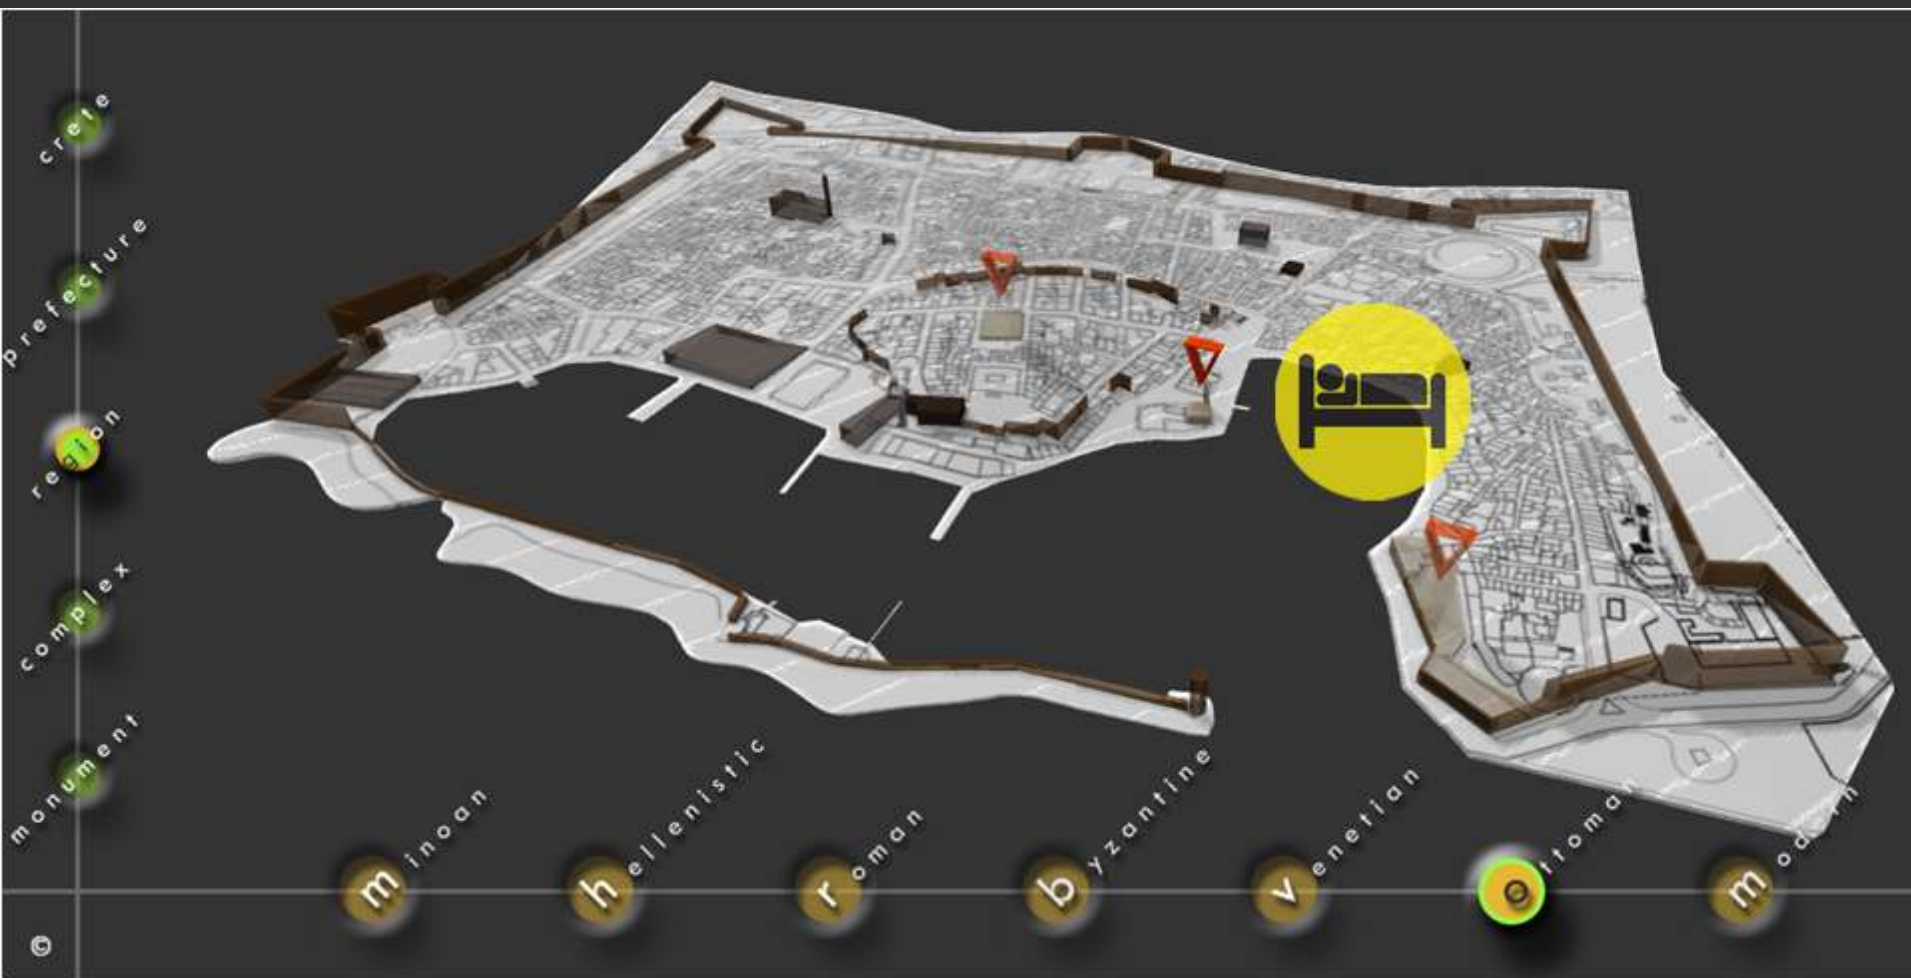 crete
prefecture
region
complex
monument
minoan
hellenistic
roman
byzantine
venetian
ottoman
modern
©